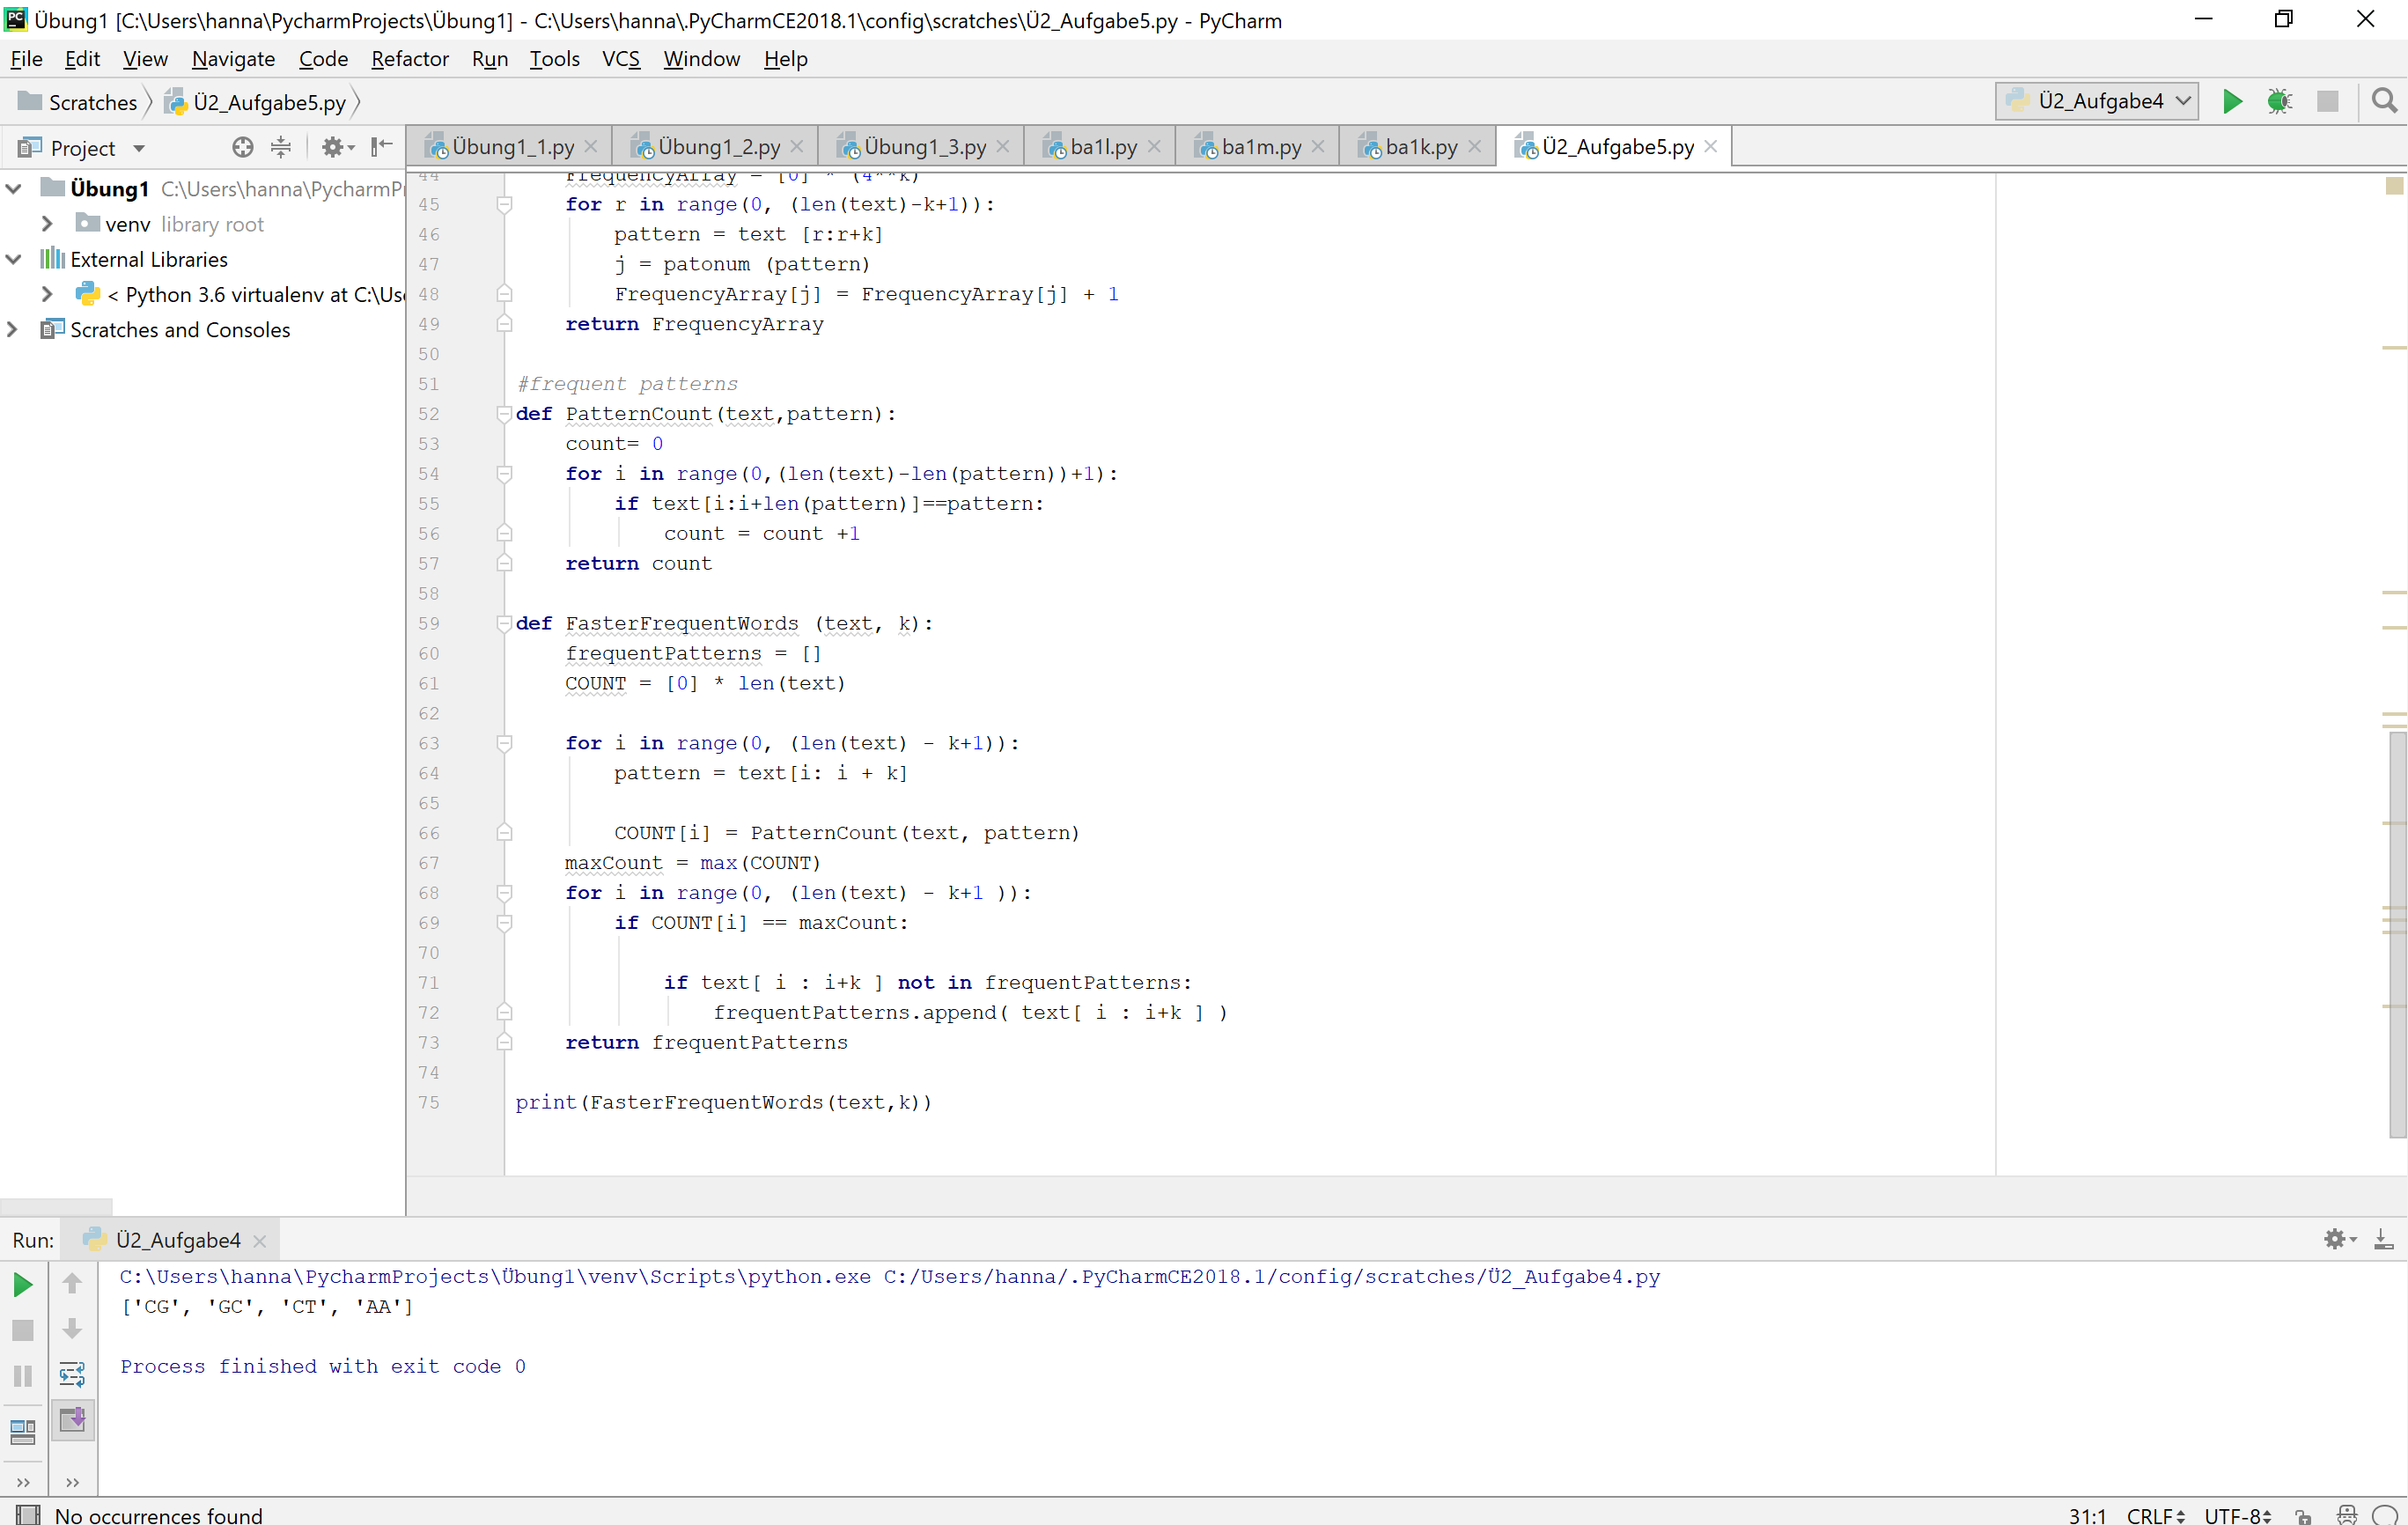 Übung1 [C:\Users\hanna\PycharmProjects\Übung1] - C:\Users\hanna\.PyCharmCE2018.1\config\scratches\Ü2_Aufgabe5.py - PyCharm
File Edit View Navigate Code Refactor Run Tools VCS Window Help
Scratches Ü2_Aufgabe5.py Ü2_Aufgabe4
Project Übung1_1.py Übung1_2.py Übung1_3.py ba1l.py ba1m.py ba1k.py Ü2_Aufgabe5.py
Übung1 C:\Users\hanna\PycharmPr
venv library root
External Libraries
< Python 3.6 virtualenv at C:\Use
Scratches and Consoles
44 FrequencyArray = [0] * (4**k)
45 for r in range(0, (len(text)-k+1)):
46 pattern = text [r:r+k]
47 j = patonum (pattern)
48 FrequencyArray[j] = FrequencyArray[j] + 1
49 return FrequencyArray
50
51 #frequent patterns
52 def PatternCount(text,pattern):
53 count= 0
54 for i in range(0,(len(text)-len(pattern))+1):
55 if text[i:i+len(pattern)]==pattern:
56 count = count +1
57 return count
58
59 def FasterFrequentWords (text, k):
60 frequentPatterns = []
61 COUNT = [0] * len(text)
62
63 for i in range(0, (len(text) - k+1)):
64 pattern = text[i: i + k]
65
66 COUNT[i] = PatternCount(text, pattern)
67 maxCount = max(COUNT)
68 for i in range(0, (len(text) - k+1 )):
69 if COUNT[i] == maxCount:
70
71 if text[ i : i+k ] not in frequentPatterns:
72 frequentPatterns.append( text[ i : i+k ] )
73 return frequentPatterns
74
75 print(FasterFrequentWords(text,k))
Run: Ü2_Aufgabe4
C:\Users\hanna\PycharmProjects\Übung1\venv\Scripts\python.exe C:/Users/hanna/.PyCharmCE2018.1/config/scratches/Ü2_Aufgabe4.py
['CG', 'GC', 'CT', 'AA']
Process finished with exit code 0
No occurrences found 31:1 CRLF UTF-8